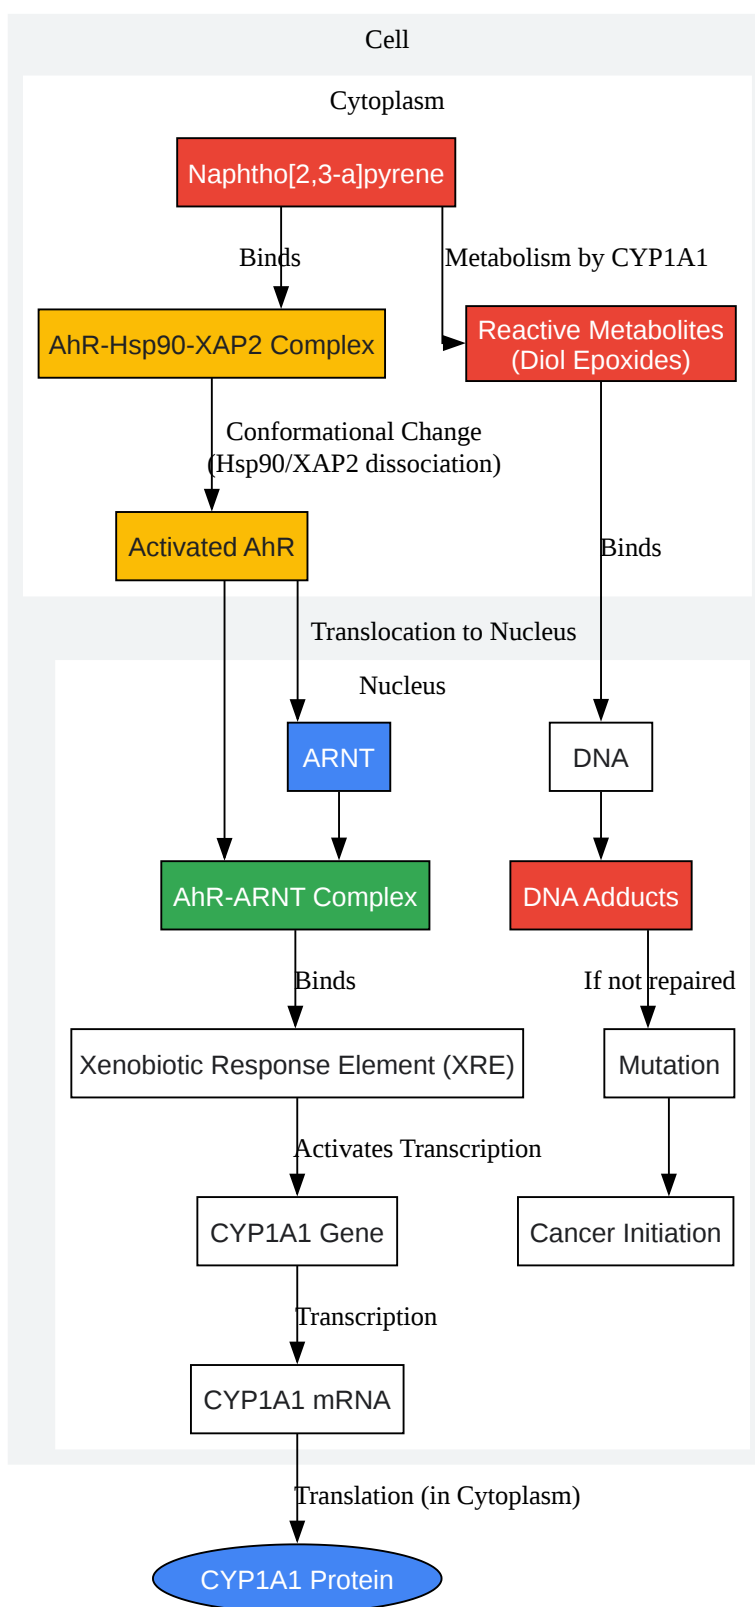 Cell
Cytoplasm
Naphtho[2,3-a]pyrene
Binds
Metabolism by CYP1A1
AhR-Hsp90-XAP2 Complex
Reactive Metabolites
(Diol Epoxides)
Conformational Change
(Hsp90/XAP2 dissociation)
Activated AhR
Binds
Translocation to Nucleus
Nucleus
ARNT
DNA
AhR-ARNT Complex
DNA Adducts
Binds
If not repaired
Xenobiotic Response Element (XRE)
Mutation
Activates Transcription
CYP1A1 Gene
Cancer Initiation
Transcription
CYP1A1 mRNA
Translation (in Cytoplasm)
CYP1A1 Protein